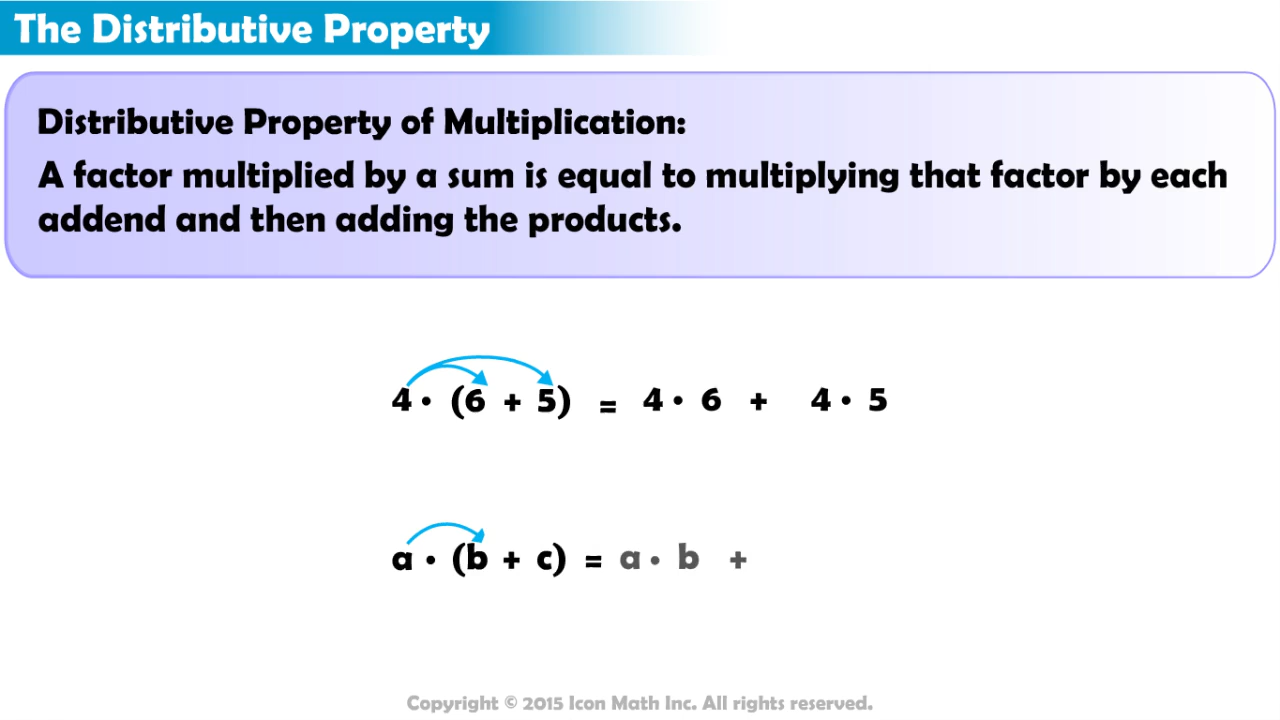 The Distributive Property
Distributive Property of Multiplication:
A factor multiplied by a sum is equal to multiplying that factor by each
addend and then adding the products.
4 · (6 + 5) = 4 · 6 + 4 · 5
a · (b + c) = a · b +
Copyright © 2015 Icon Math Inc. All rights reserved.